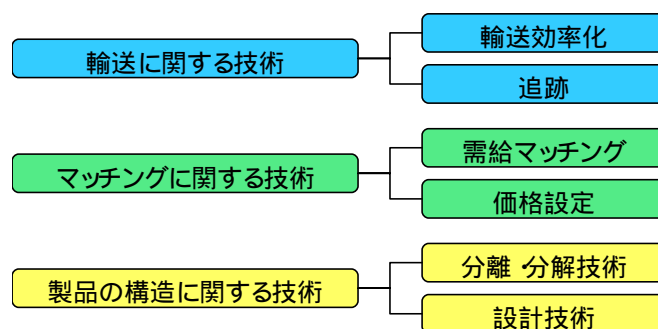 輸送に関する技術
輸送効率化
追跡
マッチングに関する技術
需給マッチング
価格設定
製品の構造に関する技術
分離・分解技術
設計技術